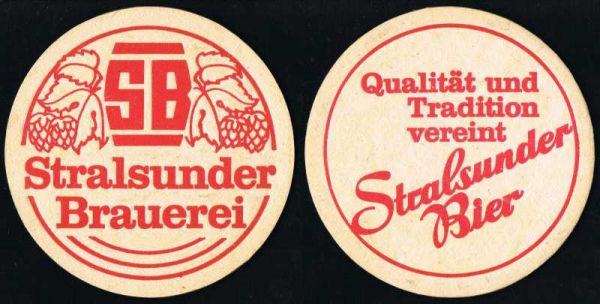 SB
Stralsunder
Brauerei
Qualität und
Tradition
vereint
Stralsunder
Bier